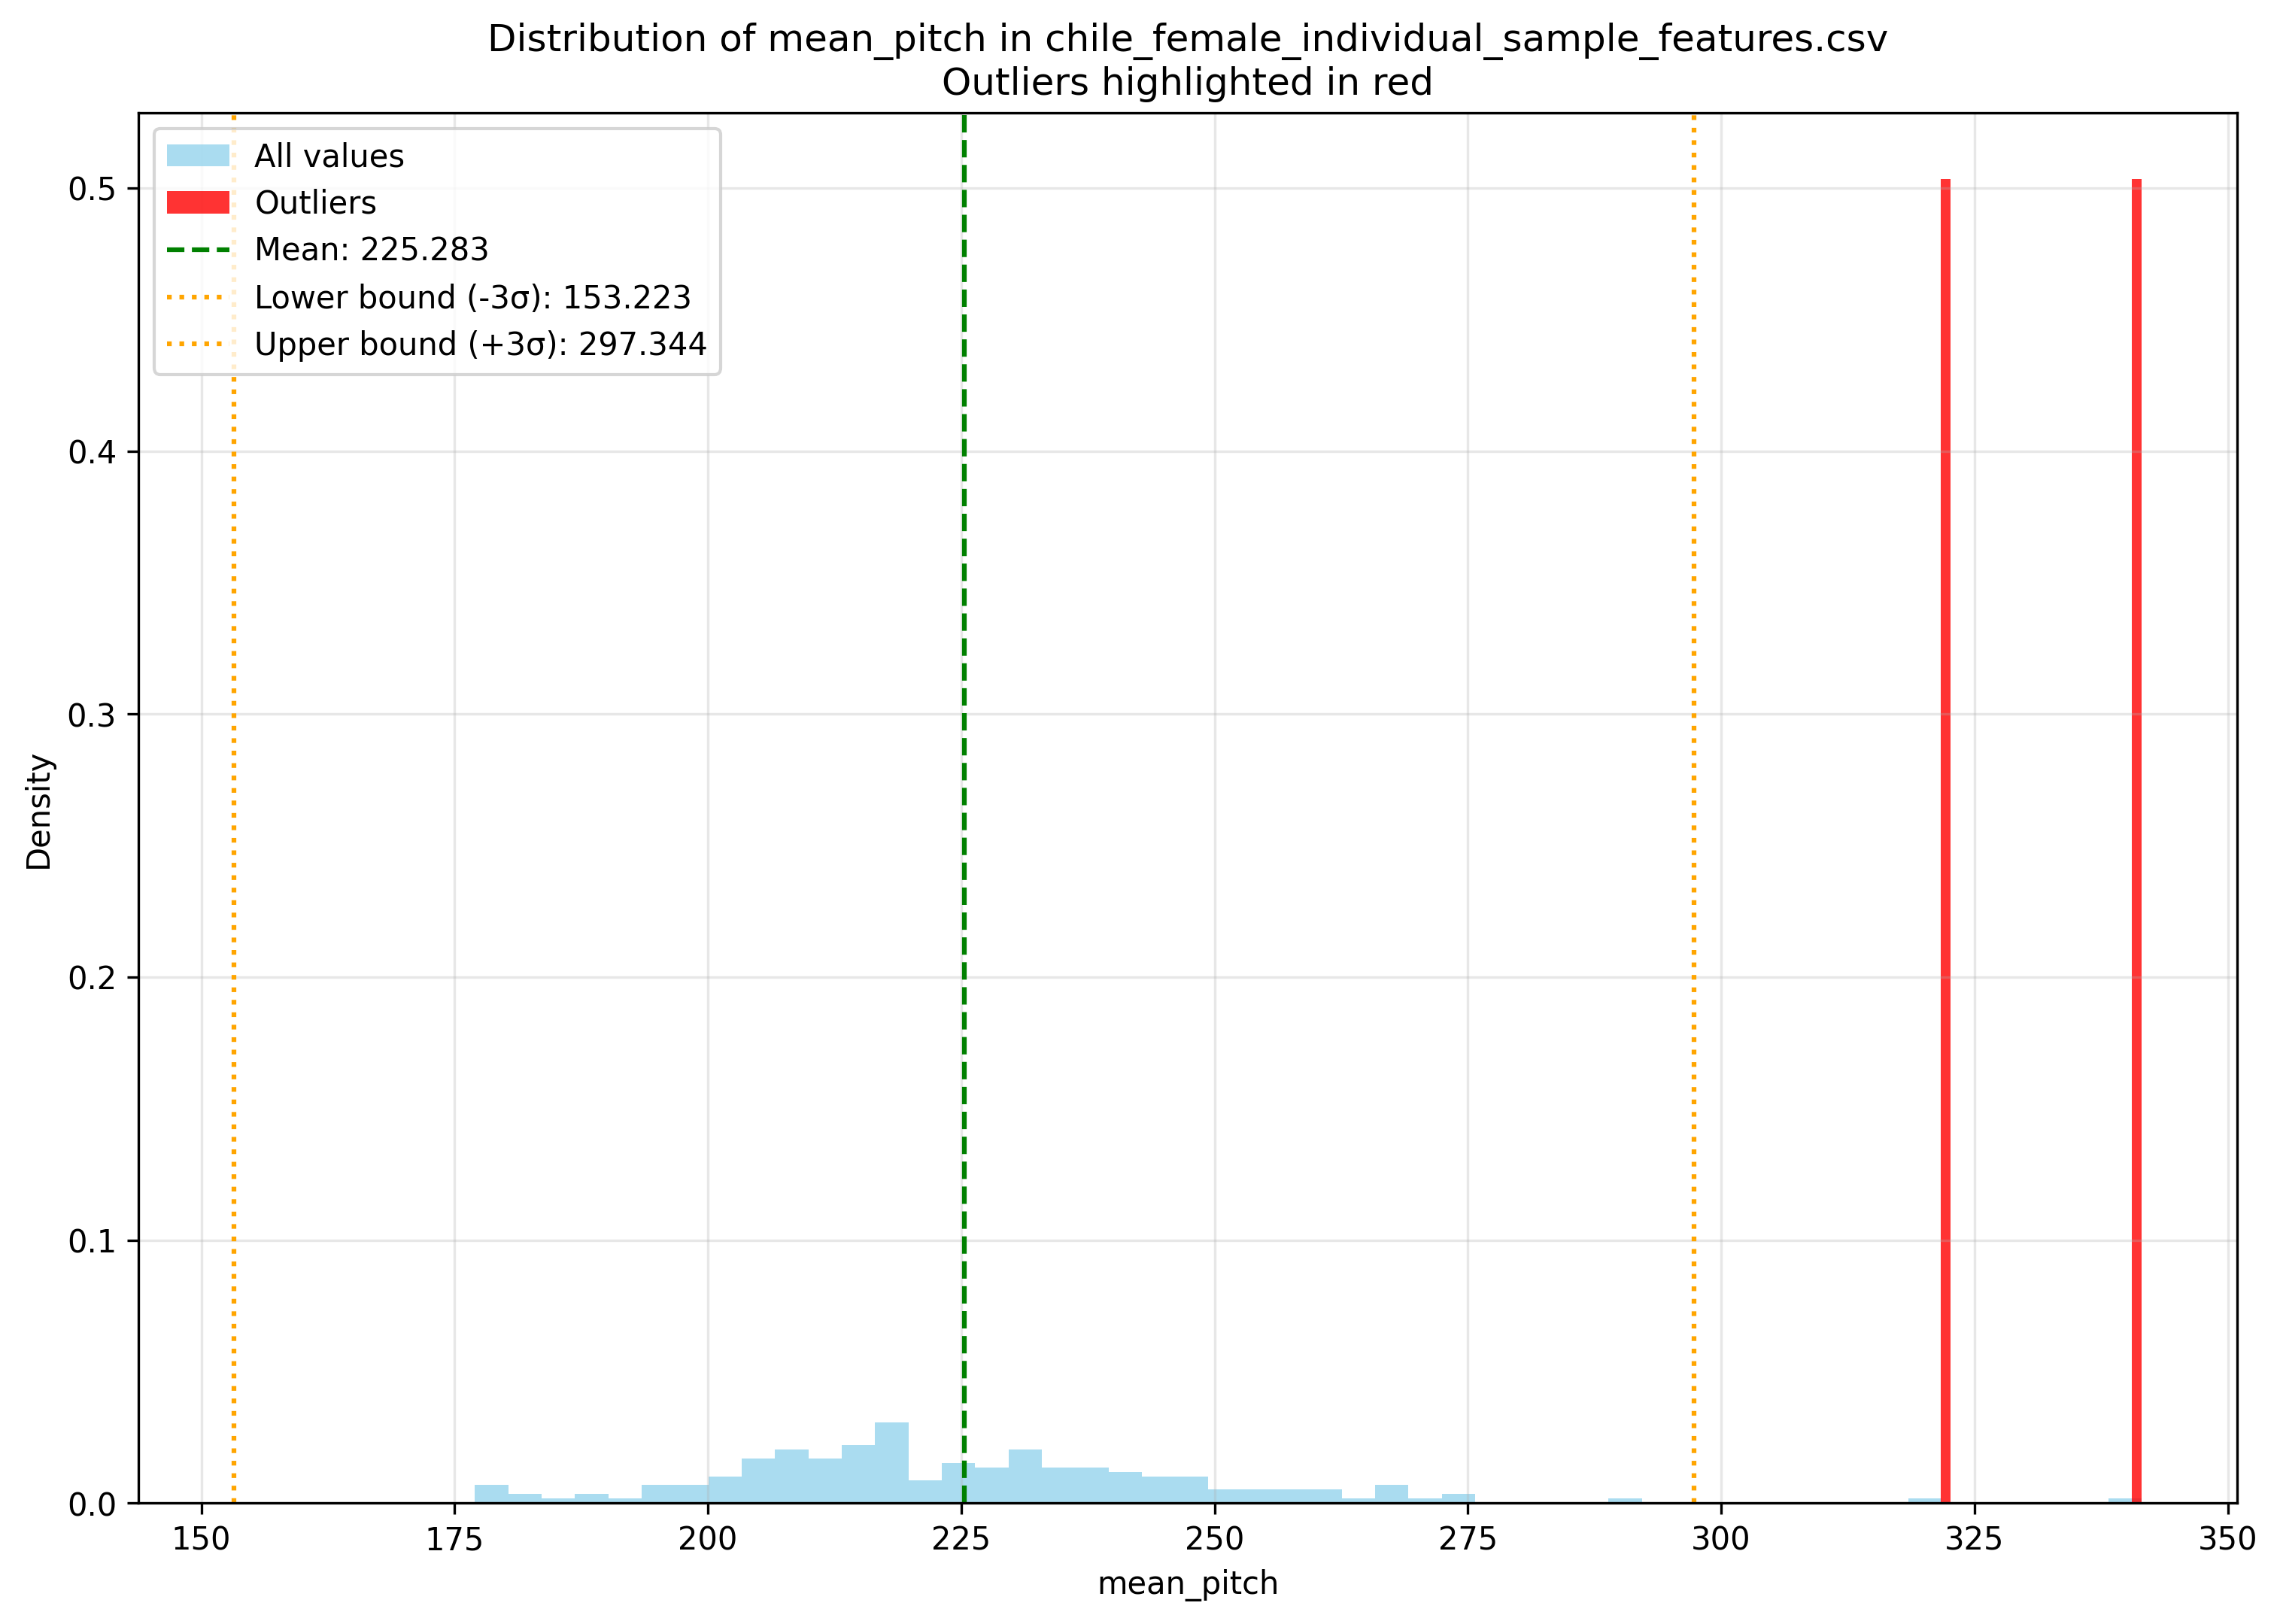 Distribution of mean_pitch in chile_female_individual_sample_features.csv
Outliers highlighted in red
All values
Outliers
Mean: 225.283
Lower bound (-3σ): 153.223
Upper bound (+3σ): 297.344
0.5
0.4
0.3
0.2
0.1
0.0
Density
150 175 200 225 250 275 300 325 350
mean_pitch